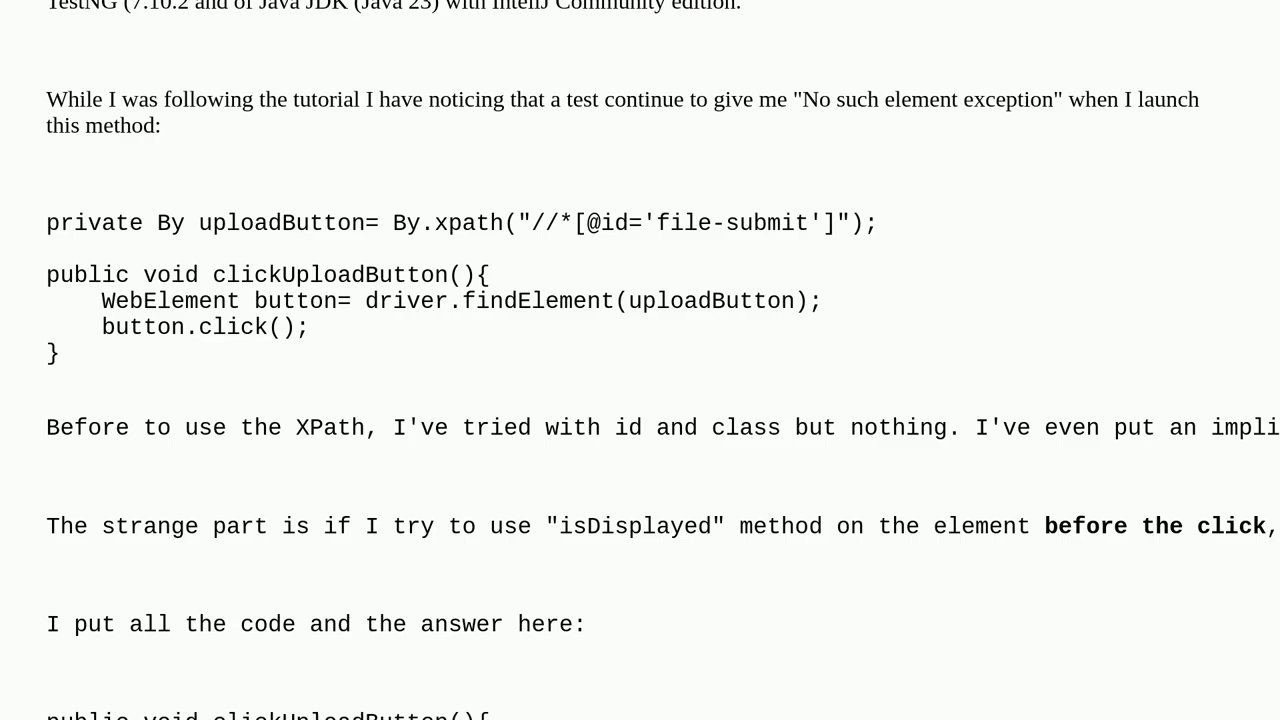 TestNG (7.10.2 and of Java JDK (Java 23) with IntelliJ Community edition.
While I was following the tutorial I have noticing that a test continue to give me "No such element exception" when I launch
this method:
private By uploadButton= By.xpath("//*[@id='file-submit']");
public void clickUploadButton(){
    WebElement button= driver.findElement(uploadButton);
    button.click();
}
Before to use the XPath, I've tried with id and class but nothing. I've even put an impli
The strange part is if I try to use "isDisplayed" method on the element before the click,
I put all the code and the answer here:
public void clickUploadButton(){